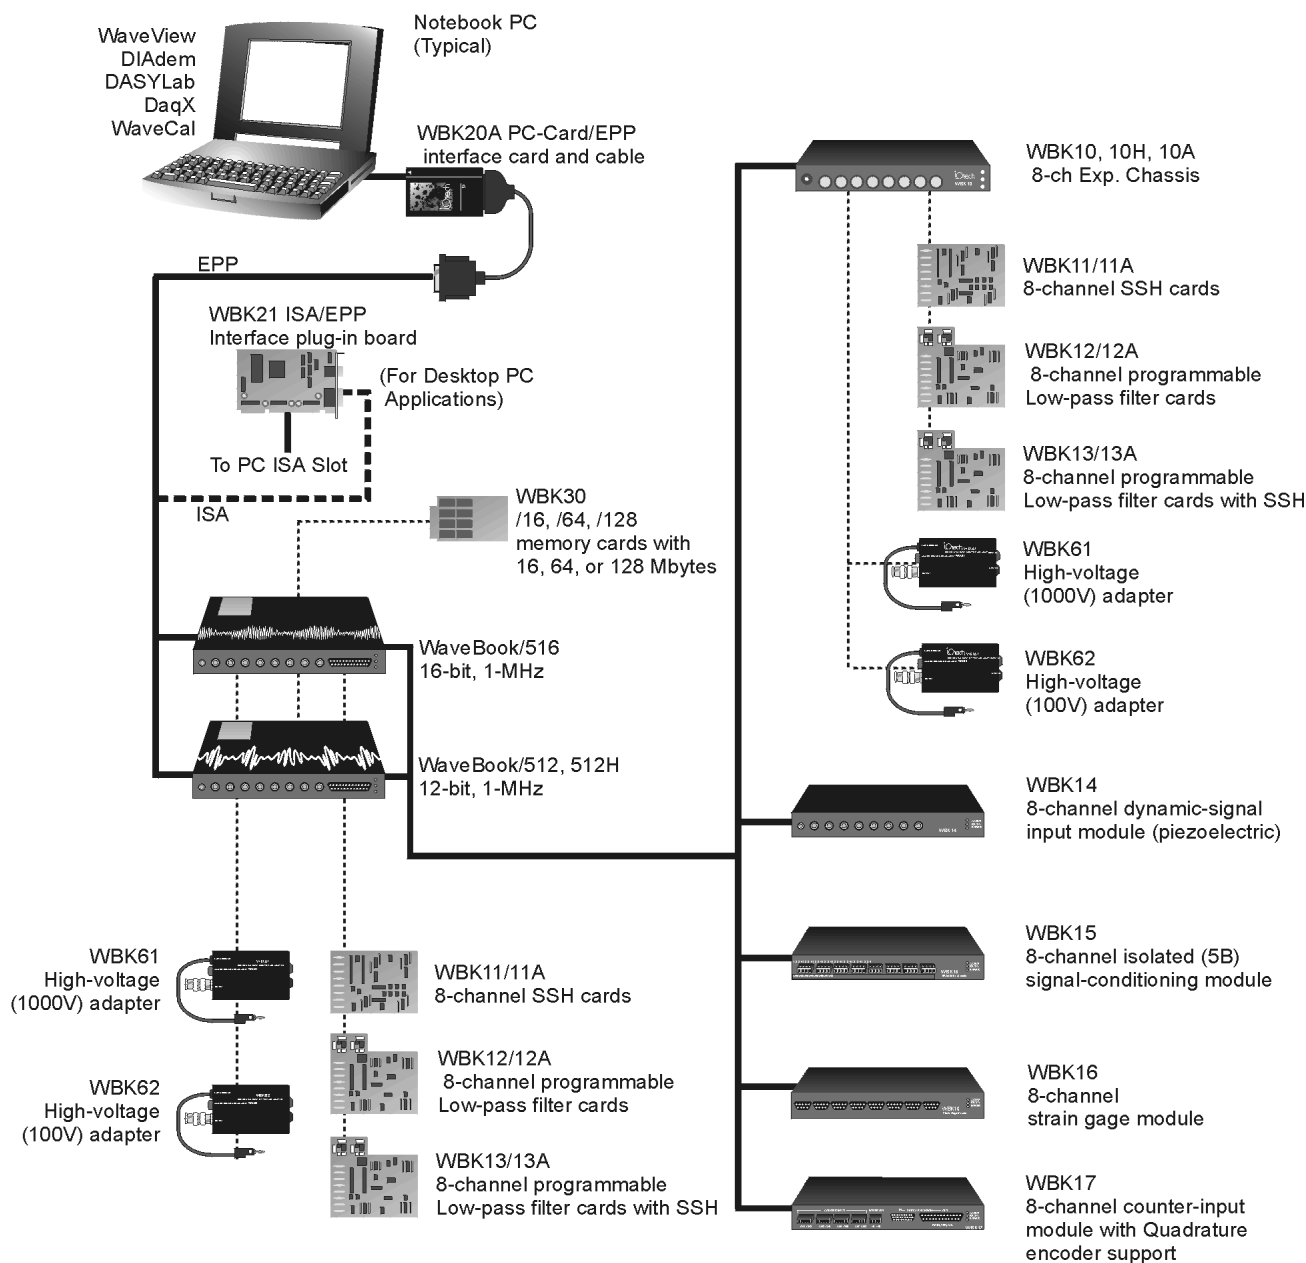 WaveView
DIAdem
DASYLab
DaqX
WaveCal
Notebook PC
(Typical)
WBK20A PC-Card/EPP
interface card and cable
EPP
WBK21 ISA/EPP
Interface plug-in board
(For Desktop PC
Applications)
To PC ISA Slot
ISA
WBK30
/16, /64, /128
memory cards with
16, 64, or 128 Mbytes
WaveBook/516
16-bit, 1-MHz
WaveBook/512, 512H
12-bit, 1-MHz
WBK61
High-voltage
(1000V) adapter
WBK62
High-voltage
(100V) adapter
WBK11/11A
8-channel SSH cards
WBK12/12A
8-channel programmable
Low-pass filter cards
WBK13/13A
8-channel programmable
Low-pass filter cards with SSH
WBK10, 10H, 10A
8-ch Exp. Chassis
WBK11/11A
8-channel SSH cards
WBK12/12A
8-channel programmable
Low-pass filter cards
WBK13/13A
8-channel programmable
Low-pass filter cards with SSH
WBK61
High-voltage
(1000V) adapter
WBK62
High-voltage
(100V) adapter
WBK14
8-channel dynamic-signal
input module (piezoelectric)
WBK15
8-channel isolated (5B)
signal-conditioning module
WBK16
8-channel
strain gage module
WBK17
8-channel counter-input
module with Quadrature
encoder support
iOtech
WBK 10
WBK 14
WBK16